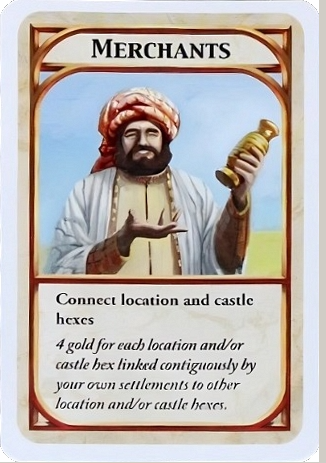 MERCHANTS
Connect location and castle
hexes
4 gold for each location and/or
castle hex linked contiguously by
your own settlements to other
location and/or castle hexes.